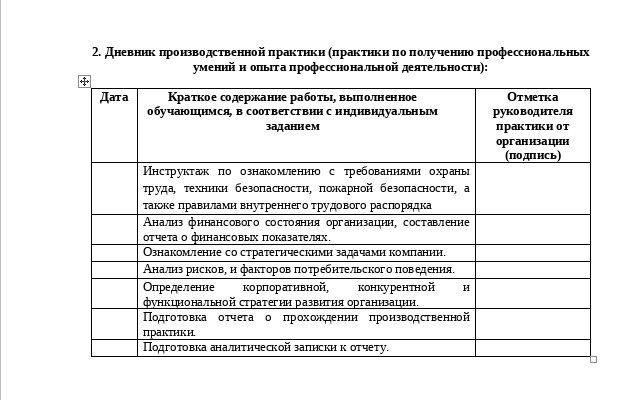 2. Дневник производственной практики (практики по получению профессиональных
умений и опыта профессиональной деятельности):
Дата
Краткое содержание работы, выполненное
обучающимся, в соответствии с индивидуальным
заданием
Отметка
руководителя
практики от
организации
(подпись)
Инструктаж по ознакомлению с требованиями охраны
труда, техники безопасности, пожарной безопасности, а
также правилами внутреннего трудового распорядка
Анализ финансового состояния организации, составление
отчета о финансовых показателях.
Ознакомление со стратегическими задачами компании.
Анализ рисков, и факторов потребительского поведения.
Определение корпоративной, конкурентной и
функциональной стратегии развития организации.
Подготовка отчета о прохождении производственной
практики.
Подготовка аналитической записки к отчету.